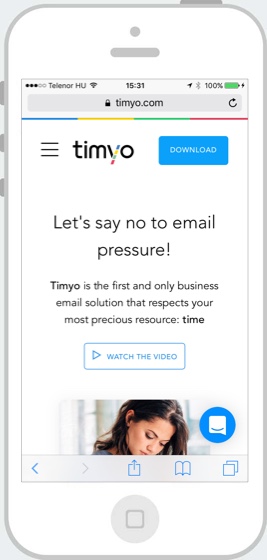 Telenor HU 15:31 100%
timyo.com
timyo DOWNLOAD
Let's say no to email
pressure!
Timyo is the first and only business
email solution that respects your
most precious resource: time
WATCH THE VIDEO